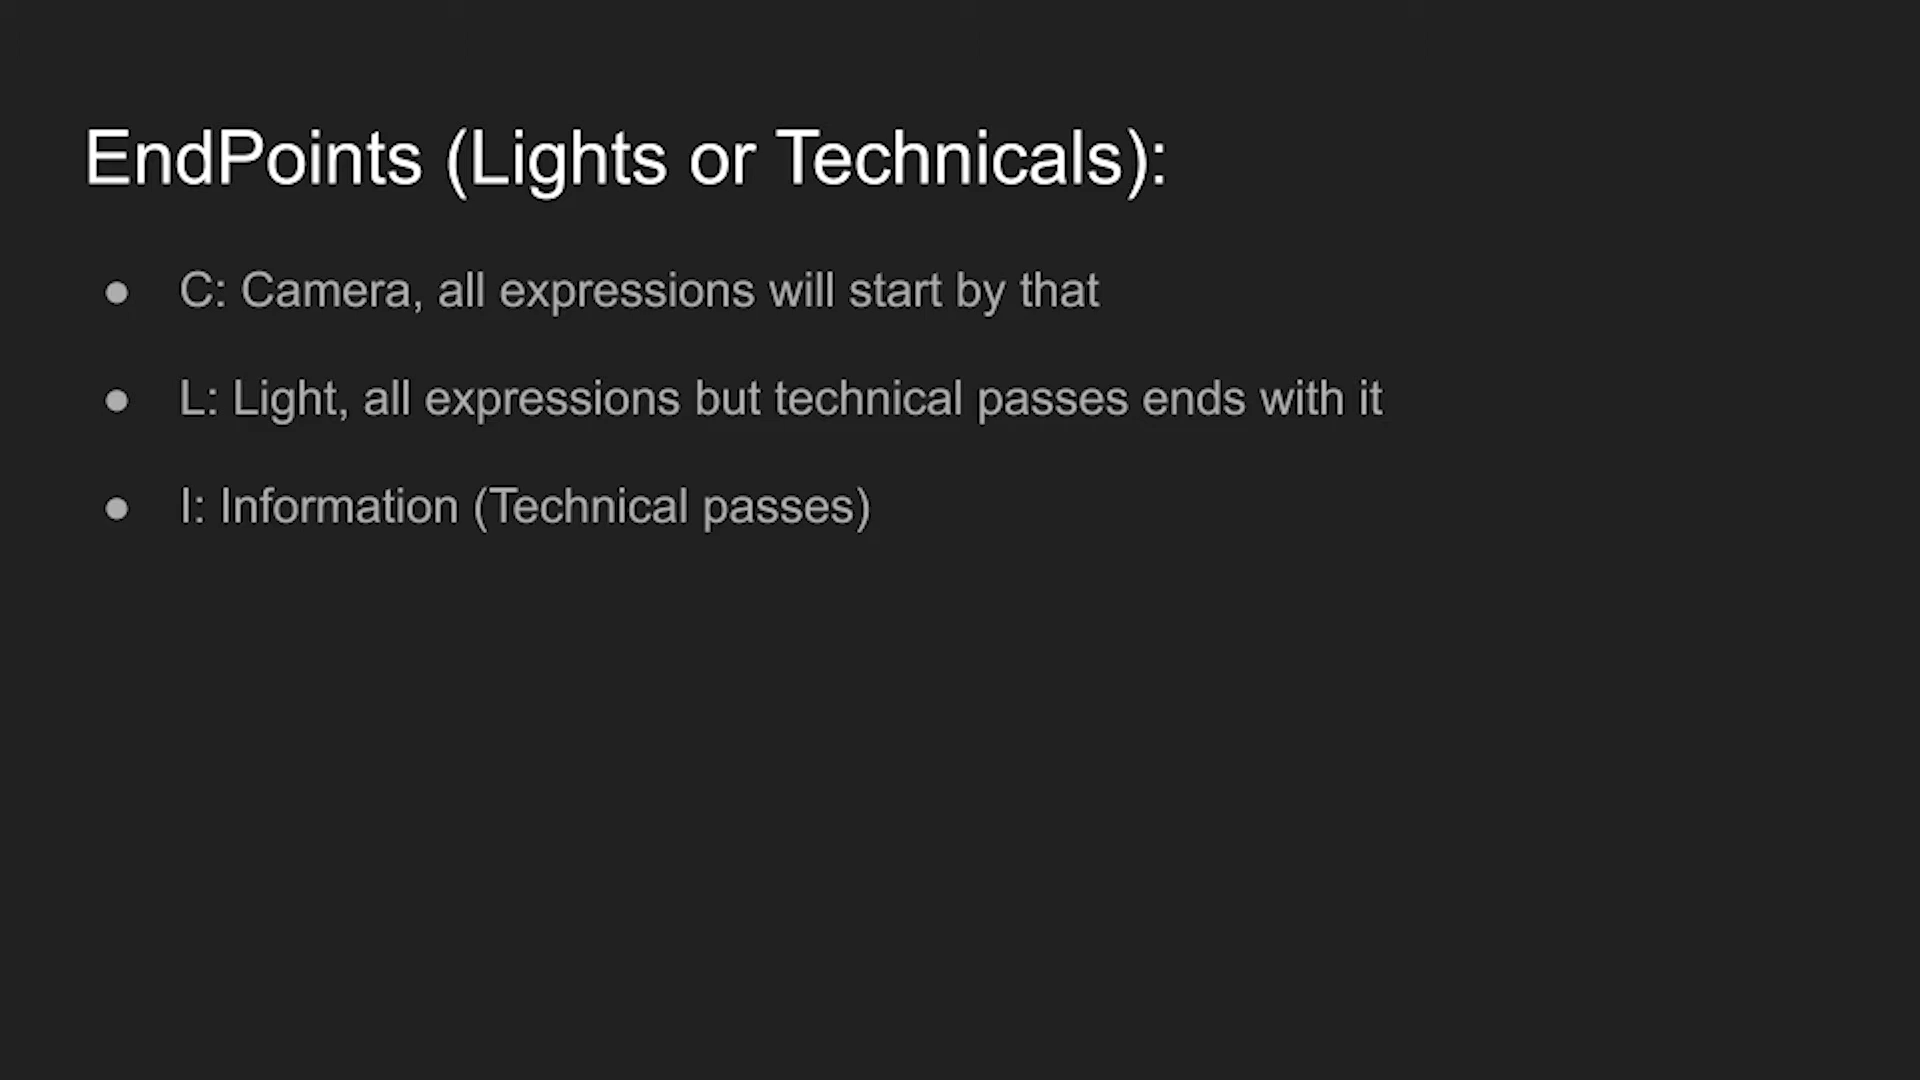 EndPoints (Lights or Technicals):
● C: Camera, all expressions will start by that
● L: Light, all expressions but technical passes ends with it
● I: Information (Technical passes)